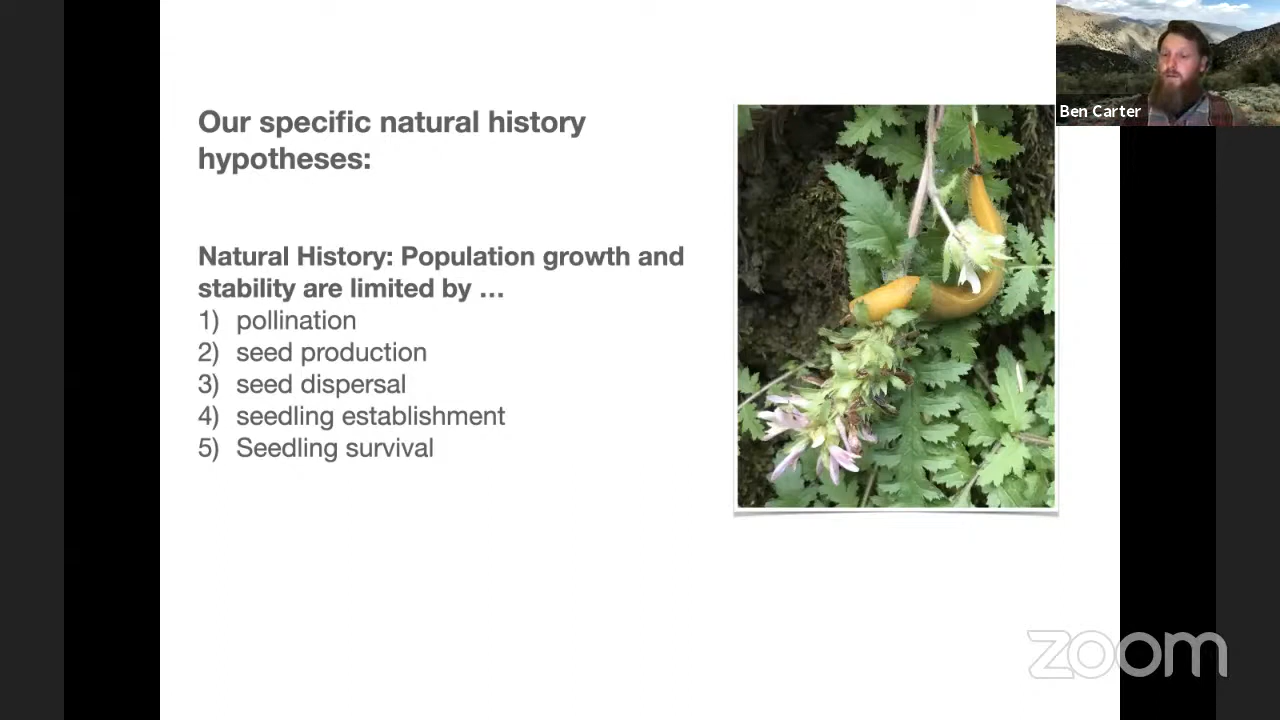 Our specific natural history
hypotheses:
Natural History: Population growth and
stability are limited by …
1) pollination
2) seed production
3) seed dispersal
4) seedling establishment
5) Seedling survival
Ben Carter
zoom